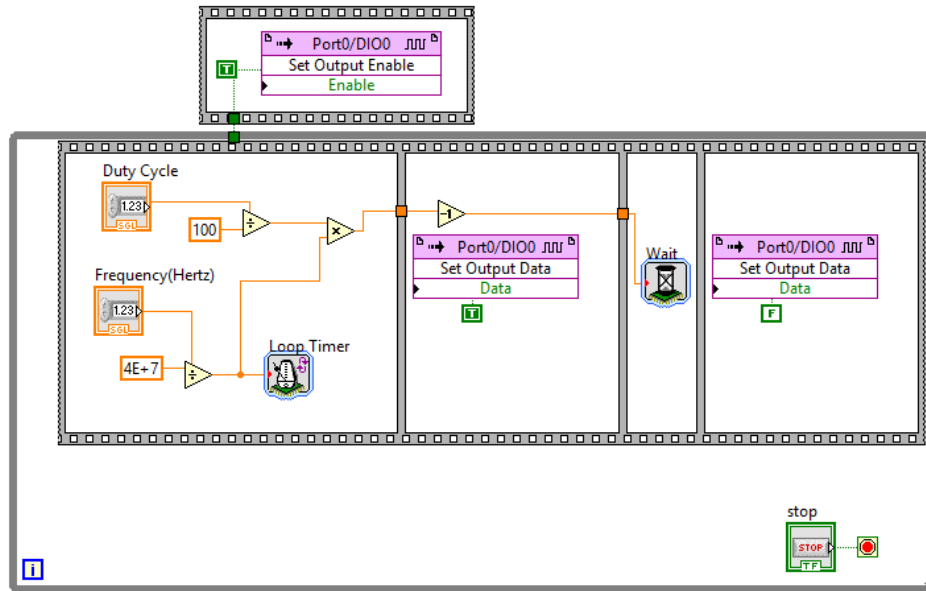 Port0/DIO0
Set Output Enable
T
Enable
Duty Cycle
1.23
SGL
100
÷
×
-1
Port0/DIO0
Set Output Data
Data
T
Wait
Port0/DIO0
Set Output Data
Data
F
Frequency(Hertz)
1.23
SGL
4E+7
÷
Loop Timer
stop
STOP
TF
i